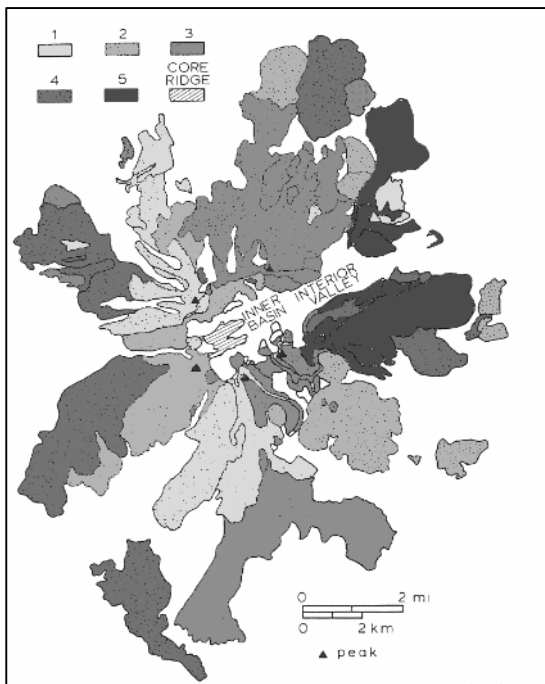 1 2 3
4 5 CORE
RIDGE
INNER
BASIN
INTERIOR
VALLEY
0 2 mi
0 2 km
▲ peak